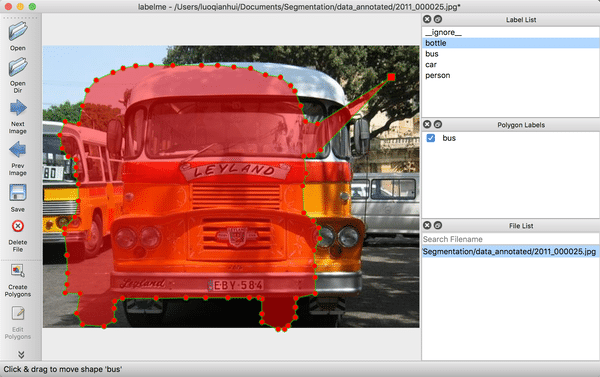 labelme - /Users/luoqianhui/Documents/Segmentation/data_annotated/2011_000025.jpg*
Open
Open
Dir
Next
Image
Prev
Image
Save
Delete
File
Create
Polygons
Edit
Polygons
80
LEYLAND
Leyland
EBY-584
Label List
__ignore__
bottle
bus
car
person
Polygon Labels
bus
File List
Search Filename
'Segmentation/data_annotated/2011_000025.jpg
Click & drag to move shape 'bus'